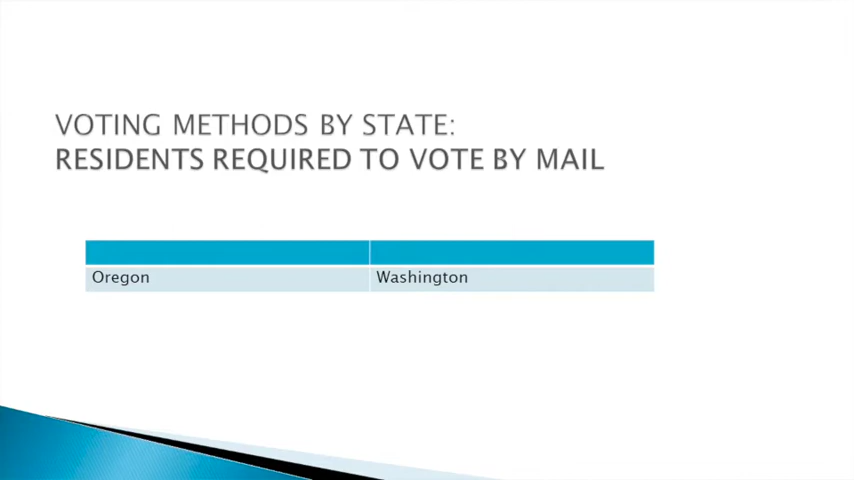 VOTING METHODS BY STATE:
RESIDENTS REQUIRED TO VOTE BY MAIL
Oregon Washington